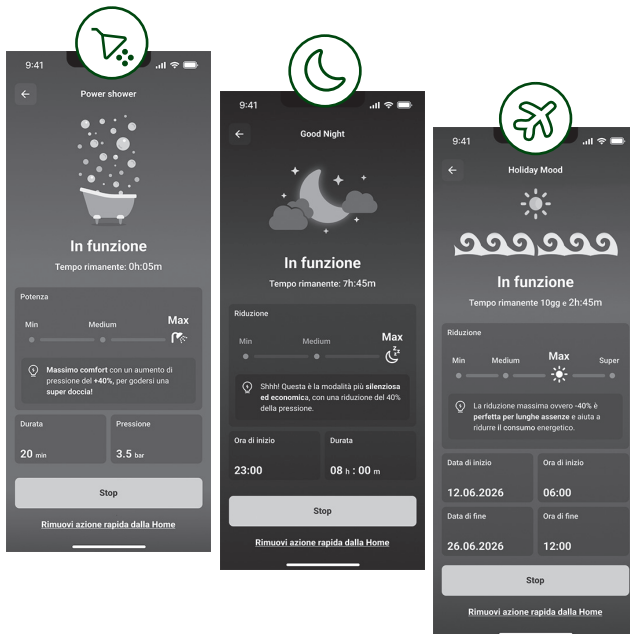 9:41
Power shower
In funzione
Tempo rimanente: 0h:05m
Potenza
Min
Medium
Max
Massimo comfort con un aumento di
pressione del +40%, per godersi una
super doccia!
Durata
20 min
Pressione
3.5 bar
Stop
Rimuovi azione rapida dalla Home
9:41
Good Night
In funzione
Tempo rimanente: 7h:45m
Riduzione
Min
Medium
Max
Shhh! Questa è la modalità più silenziosa
ed economica, con una riduzione del 40%
della pressione.
Ora di inizio
23:00
Durata
08 h : 00 m
Stop
Rimuovi azione rapida dalla Home
9:41
Holiday Mood
In funzione
Tempo rimanente 10gg e 2h:45m
Riduzione
Min
Medium
Max
Super
La riduzione massima ovvero -40% è
perfetta per lunghe assenze e aiuta a
ridurre il consumo energetico.
Data di inizio
12.06.2026
Ora di inizio
06:00
Data di fine
26.06.2026
Ora di fine
12:00
Stop
Rimuovi azione rapida dalla Home